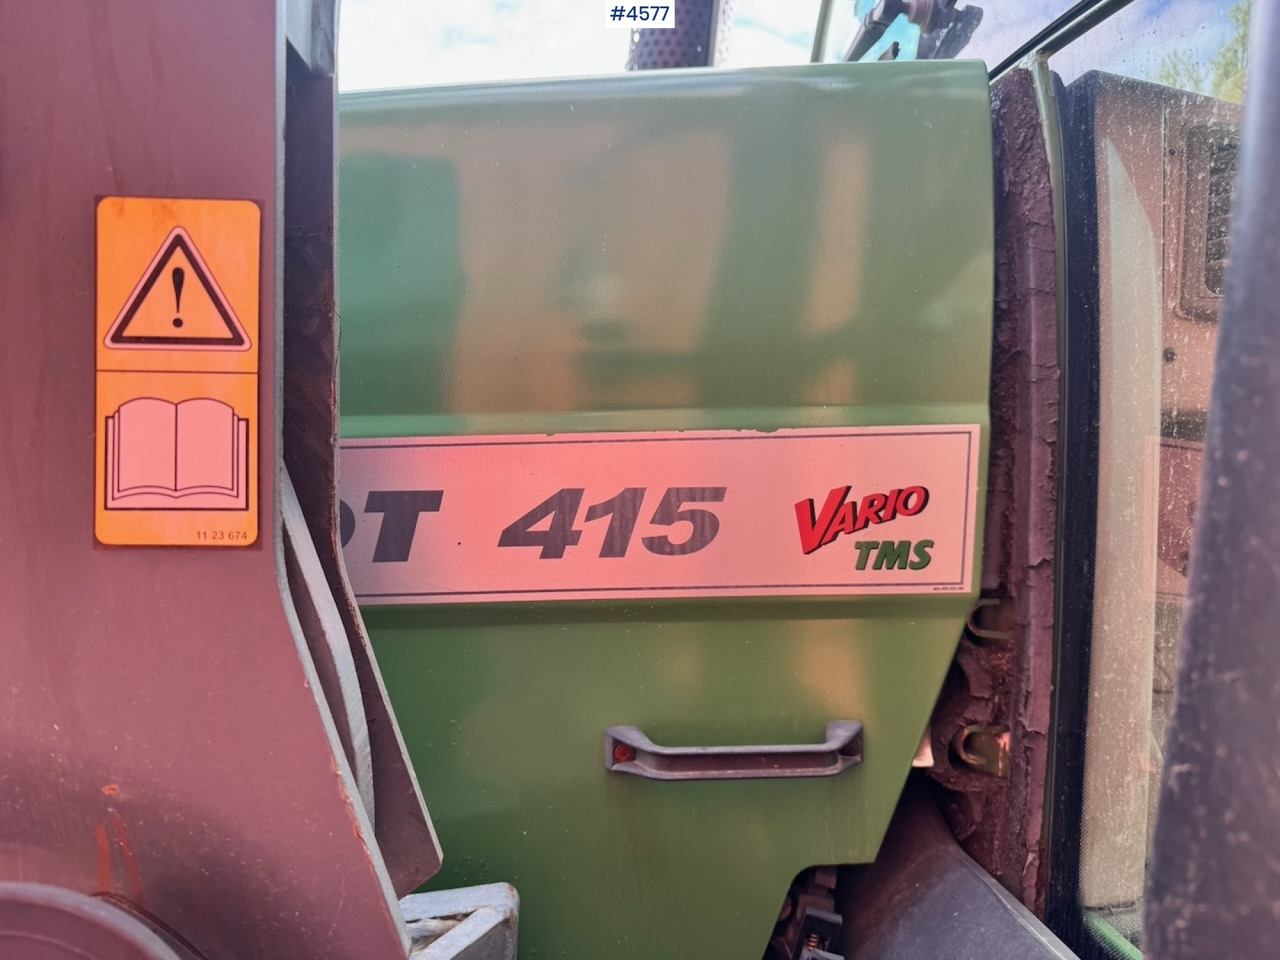 #4577
DT 415
VARIO
TMS
11 23 674